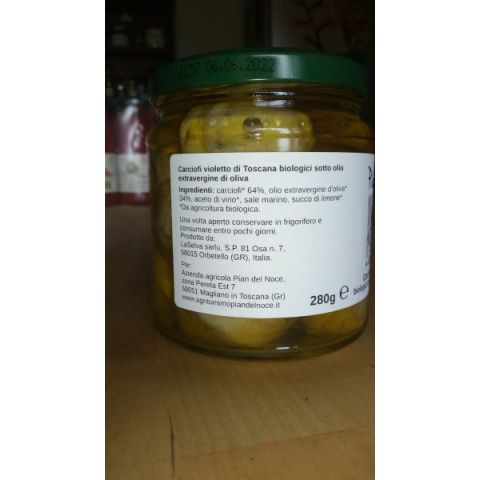 06.06.2022
Carciofi violetto di Toscana biologici sotto olio
extravergine di oliva
Ingredienti: carciofi* 64%, olio extravergine d'oliva*
34%, aceto di vino*, sale marino, succo di limone*.
*Da agricoltura biologica.
Una volta aperto conservare in frigorifero e
consumare entro pochi giorni.
Prodotto da:
LaSelva sarlu, S.P. 81 Osa n. 7,
58015 Orbetello (GR), Italia.
Per:
Azienda agricola Pian del Noce,
zona Pereta Est 7
58051 Magliano in Toscana (Gr)
www.agriturismopiandelnoce.it
280g e